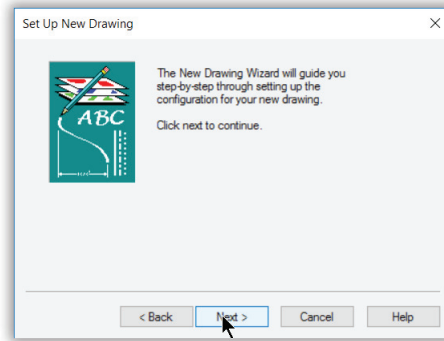 Set Up New Drawing
The New Drawing Wizard will guide you
step-by-step through setting up the
configuration for your new drawing.
ABC
Click next to continue.
< Back
Next >
Cancel
Help